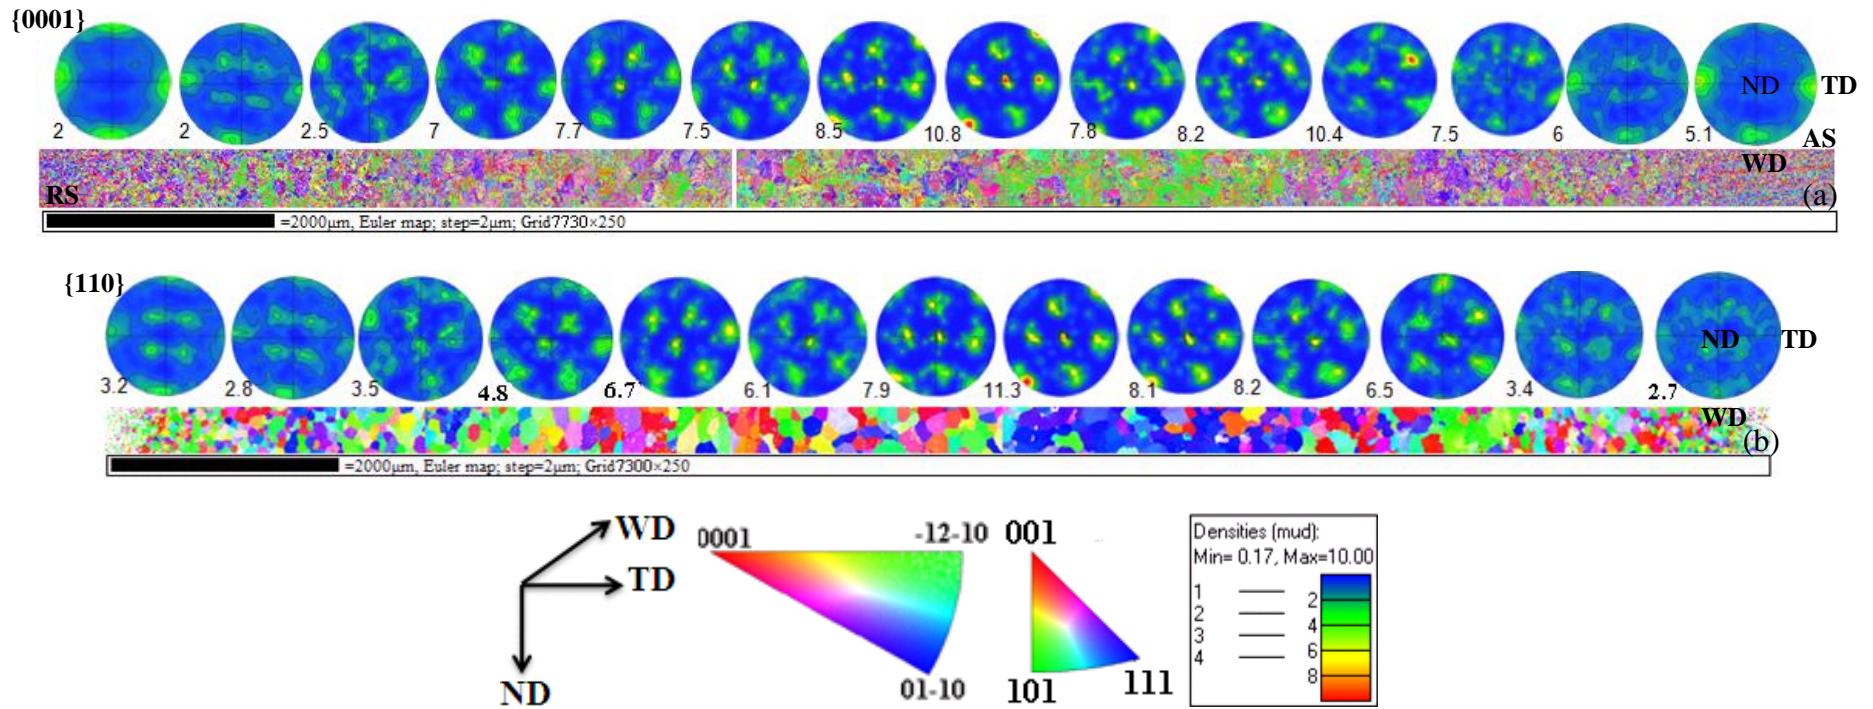 {0001}
ND TD
2 2 2.5 7 7.7 7.5 8.5 10.8 7.8 8.2 10.4 7.5 6 5.1
AS
WD
RS (a)
=2000μm, Euler map; step=2μm; Grid7730×250
{110}
ND TD
3.2 2.8 3.5 4.8 6.7 6.1 7.9 11.3 8.1 8.2 6.5 3.4 2.7
WD
(b)
=2000μm, Euler map; step=2μm; Grid7300×250
WD
TD
ND
0001 -12-10
01-10
001
101 111
Densities (mud):
Min= 0.17, Max=10.00
1
2 2
3 4
4 6
8